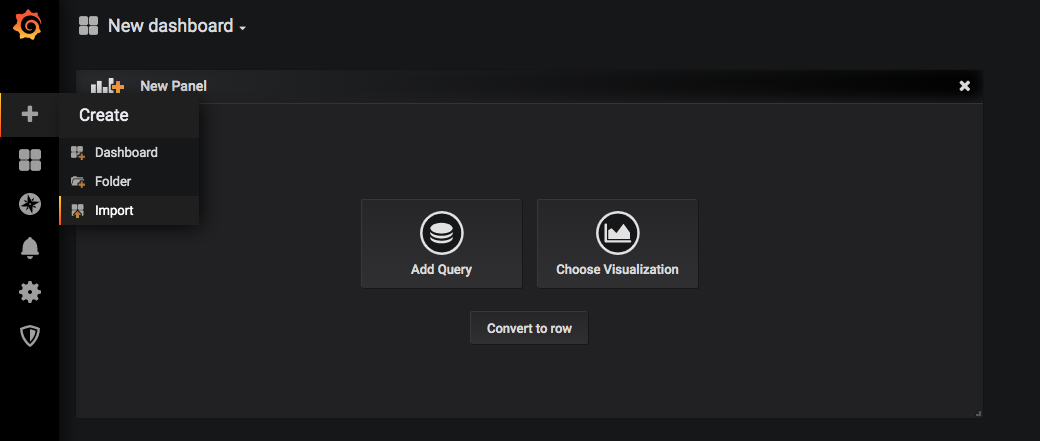 New dashboard
New Panel
Create
Dashboard
Folder
Import
Add Query
Choose Visualization
Convert to row